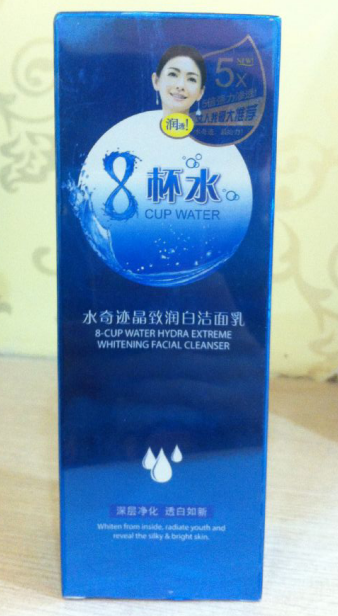 NEW!
5X
润透!
8杯水
CUP WATER
水奇迹晶致润白洁面乳
8-CUP WATER HYDRA EXTREME
WHITENING FACIAL CLEANSER
深层净化 透白如新
Whiten from inside, radiate youth and
reveal the silky & bright skin.